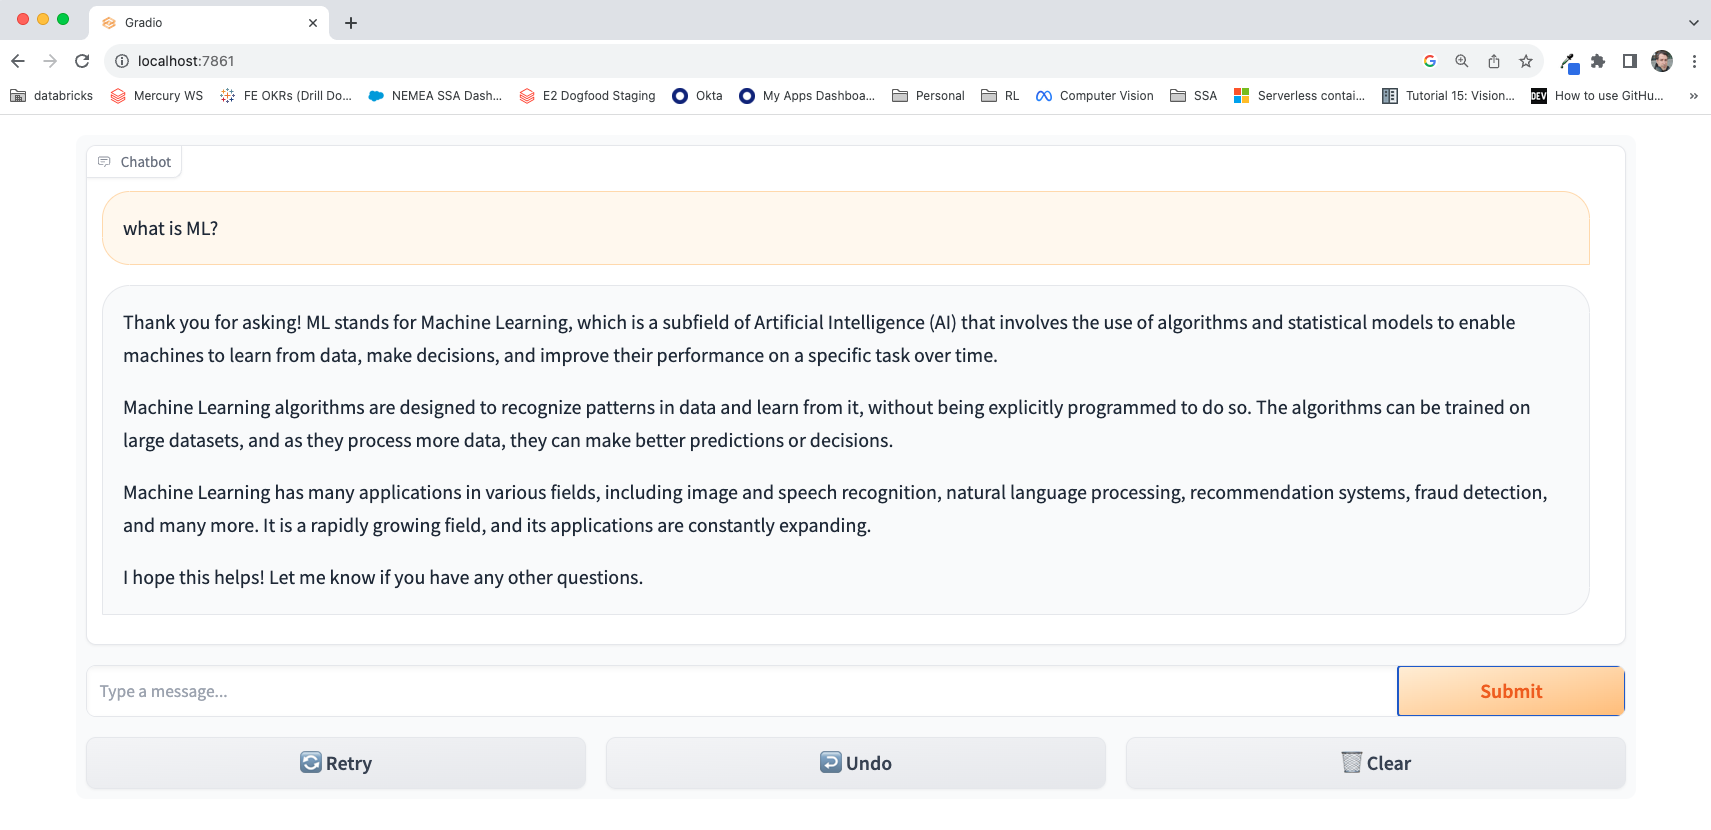 Gradio
localhost:7861
databricks Mercury WS FE OKRs (Drill Do... NEMEA SSA Dash... E2 Dogfood Staging Okta My Apps Dashboa... Personal RL Computer Vision SSA Serverless contai... Tutorial 15: Vision... DEV How to use GitHu... »
Chatbot
what is ML?
Thank you for asking! ML stands for Machine Learning, which is a subfield of Artificial Intelligence (AI) that involves the use of algorithms and statistical models to enable
machines to learn from data, make decisions, and improve their performance on a specific task over time.
Machine Learning algorithms are designed to recognize patterns in data and learn from it, without being explicitly programmed to do so. The algorithms can be trained on
large datasets, and as they process more data, they can make better predictions or decisions.
Machine Learning has many applications in various fields, including image and speech recognition, natural language processing, recommendation systems, fraud detection,
and many more. It is a rapidly growing field, and its applications are constantly expanding.
I hope this helps! Let me know if you have any other questions.
Type a message...
Submit
Retry Undo Clear